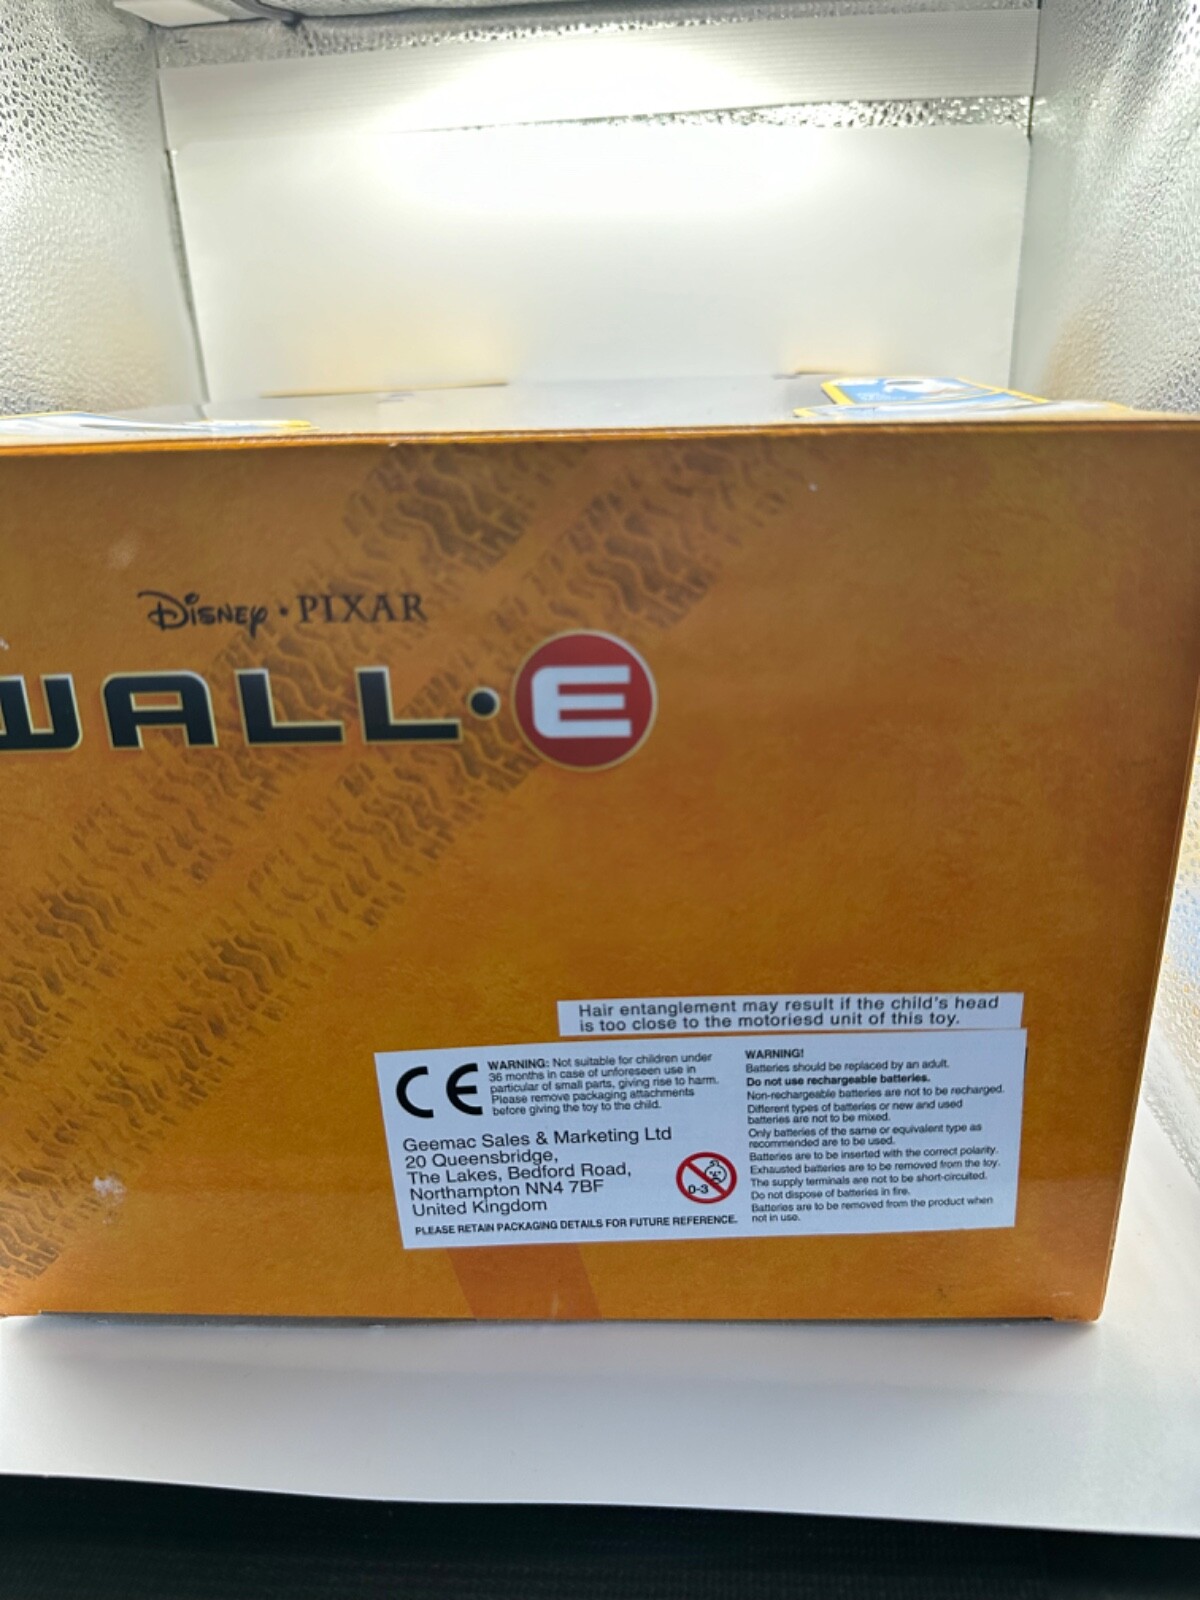 Disney · PIXAR
WALL·E
Hair entanglement may result if the child's head
is too close to the motoriesd unit of this toy.
CE
WARNING: Not suitable for children under
36 months in case of unforeseen use in
particular of small parts, giving rise to harm.
Please remove packaging attachments
before giving the toy to the child.
Geemac Sales & Marketing Ltd
20 Queensbridge,
The Lakes, Bedford Road,
Northampton NN4 7BF
United Kingdom
0-3
PLEASE RETAIN PACKAGING DETAILS FOR FUTURE REFERENCE.
WARNING!
Batteries should be replaced by an adult.
Do not use rechargeable batteries.
Non-rechargeable batteries are not to be recharged.
Different types of batteries or new and used
batteries are not to be mixed.
Only batteries of the same or equivalent type as
recommended are to be used.
Batteries are to be inserted with the correct polarity.
Exhausted batteries are to be removed from the toy.
The supply terminals are not to be short-circuited.
Do not dispose of batteries in fire.
Batteries are to be removed from the product when
not in use.